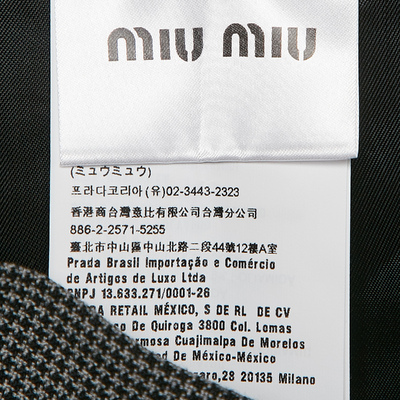 miu miu
(ミュウミュウ)
프라다코리아(유)02-3443-2323
香港商台灣惷比有限公司台灣分公司
886-2-2571-5255
臺北市中山區中山北路二段44號12樓A室
Prada Brasil Importação e Comércio
de Artigos de Luxo Ltda
CNPJ 13.633.271/0001-26
RETAIL MÉXICO, S DE RL DE CV
De Quiroga 3800 Col. Lomas
Cuajimalpa De Morelos
de México-México
,28 20135 Milano